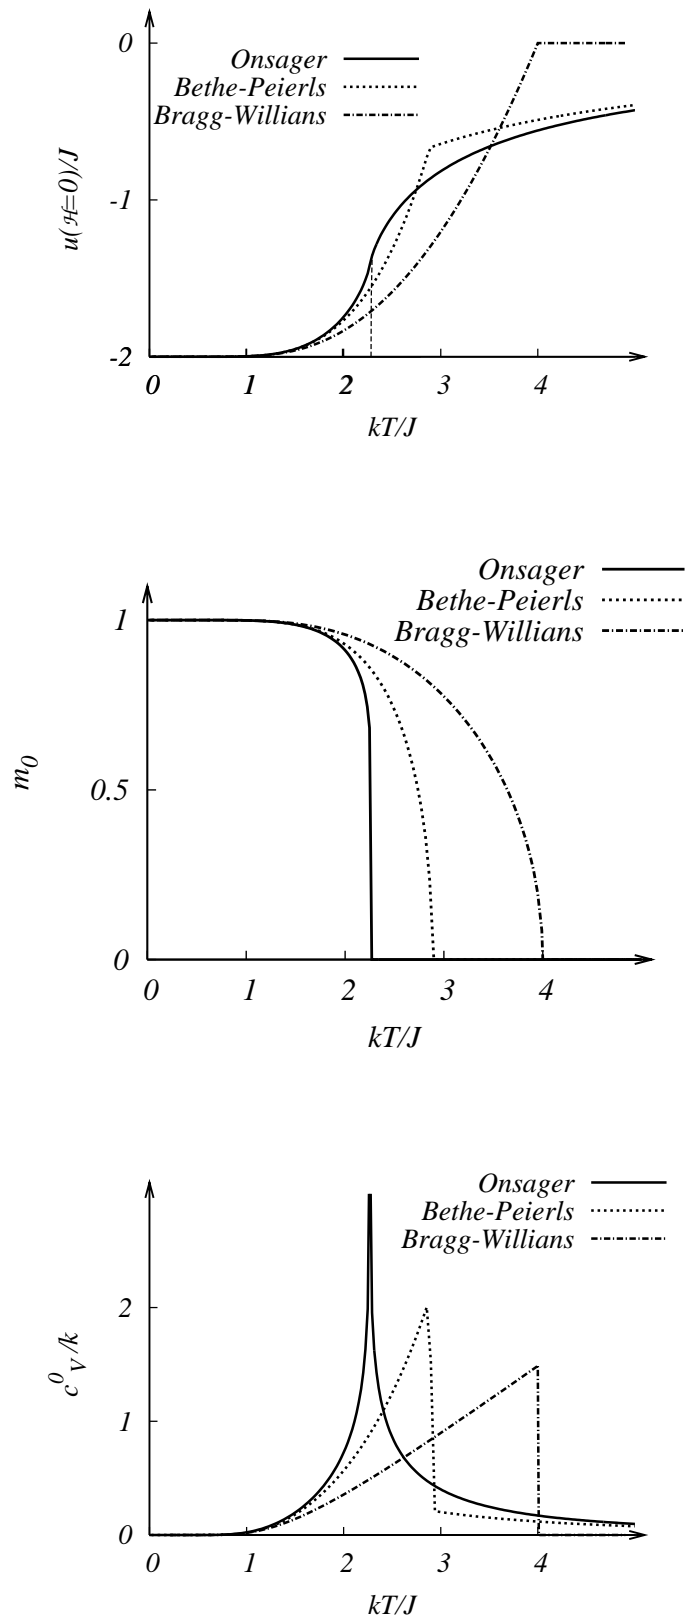 0
Onsager
Bethe-Peierls
Bragg-Willians
u(ℋ=0)/J
-1
-2
0 1 2 3 4
kT/J
Onsager
Bethe-Peierls
Bragg-Willians
1
m₀
0.5
0
0 1 2 3 4
kT/J
Onsager
Bethe-Peierls
Bragg-Willians
2
c⁰_V/k
1
0
0 1 2 3 4
kT/J